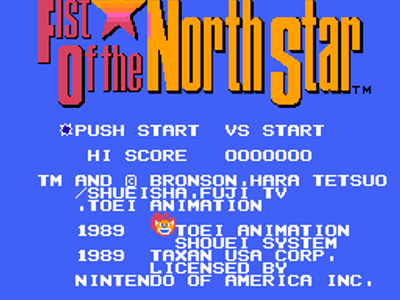 Fist
Of the North Star TM
PUSH START VS START
HI SCORE 0000000
TM AND @ BRONSON.HARA TETSUO
/SHUEISHA.FUJI TV
.TOEI ANIMATION
1989 TOEI ANIMATION
SHOUEI SYSTEM
1989 TAXAN USA CORP.
LICENSED BY
NINTENDO OF AMERICA INC.